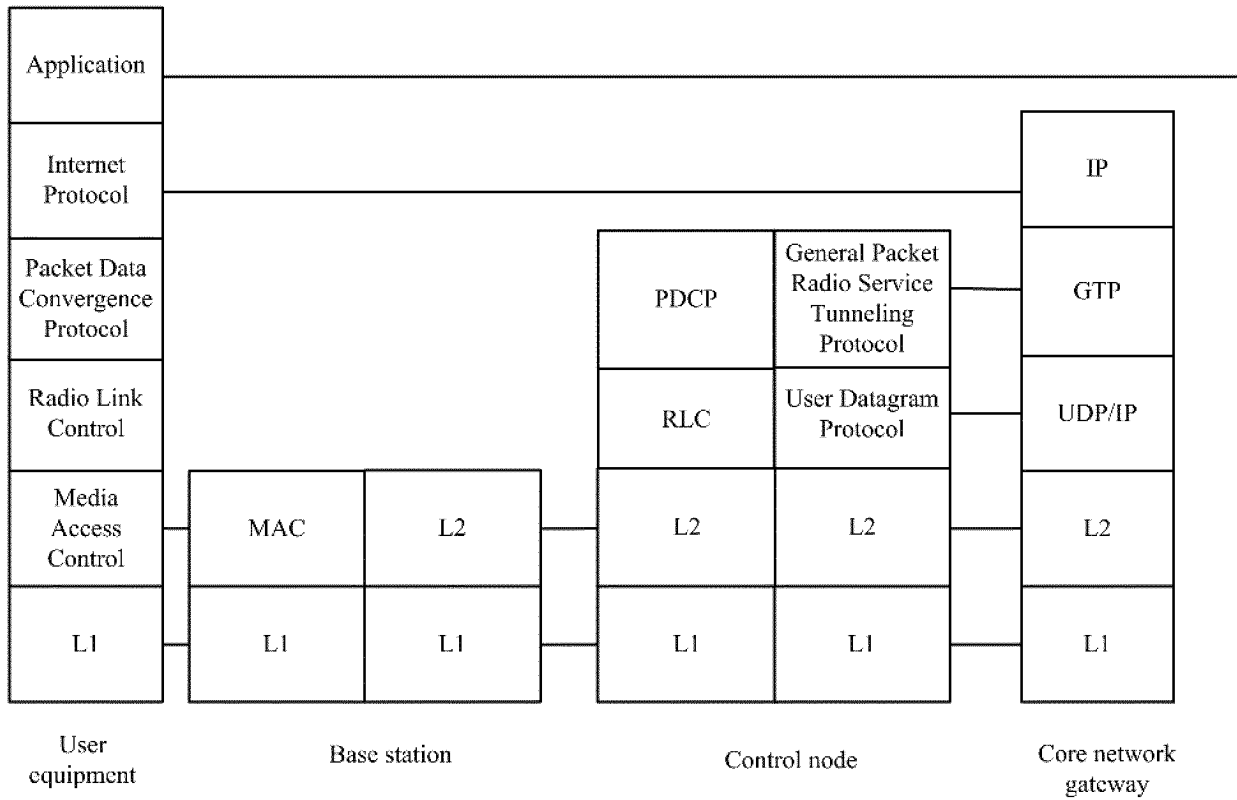 Application
Internet
Protocol
IP
Packet Data
Convergence
Protocol
PDCP
General Packet
Radio Service
Tunneling
Protocol
GTP
Radio Link
Control
RLC
User Datagram
Protocol
UDP/IP
Media
Access
Control
MAC
L2
L2
L2
L2
L1
L1
L1
L1
L1
L1
User
equipment
Base station
Control node
Core network
gateway